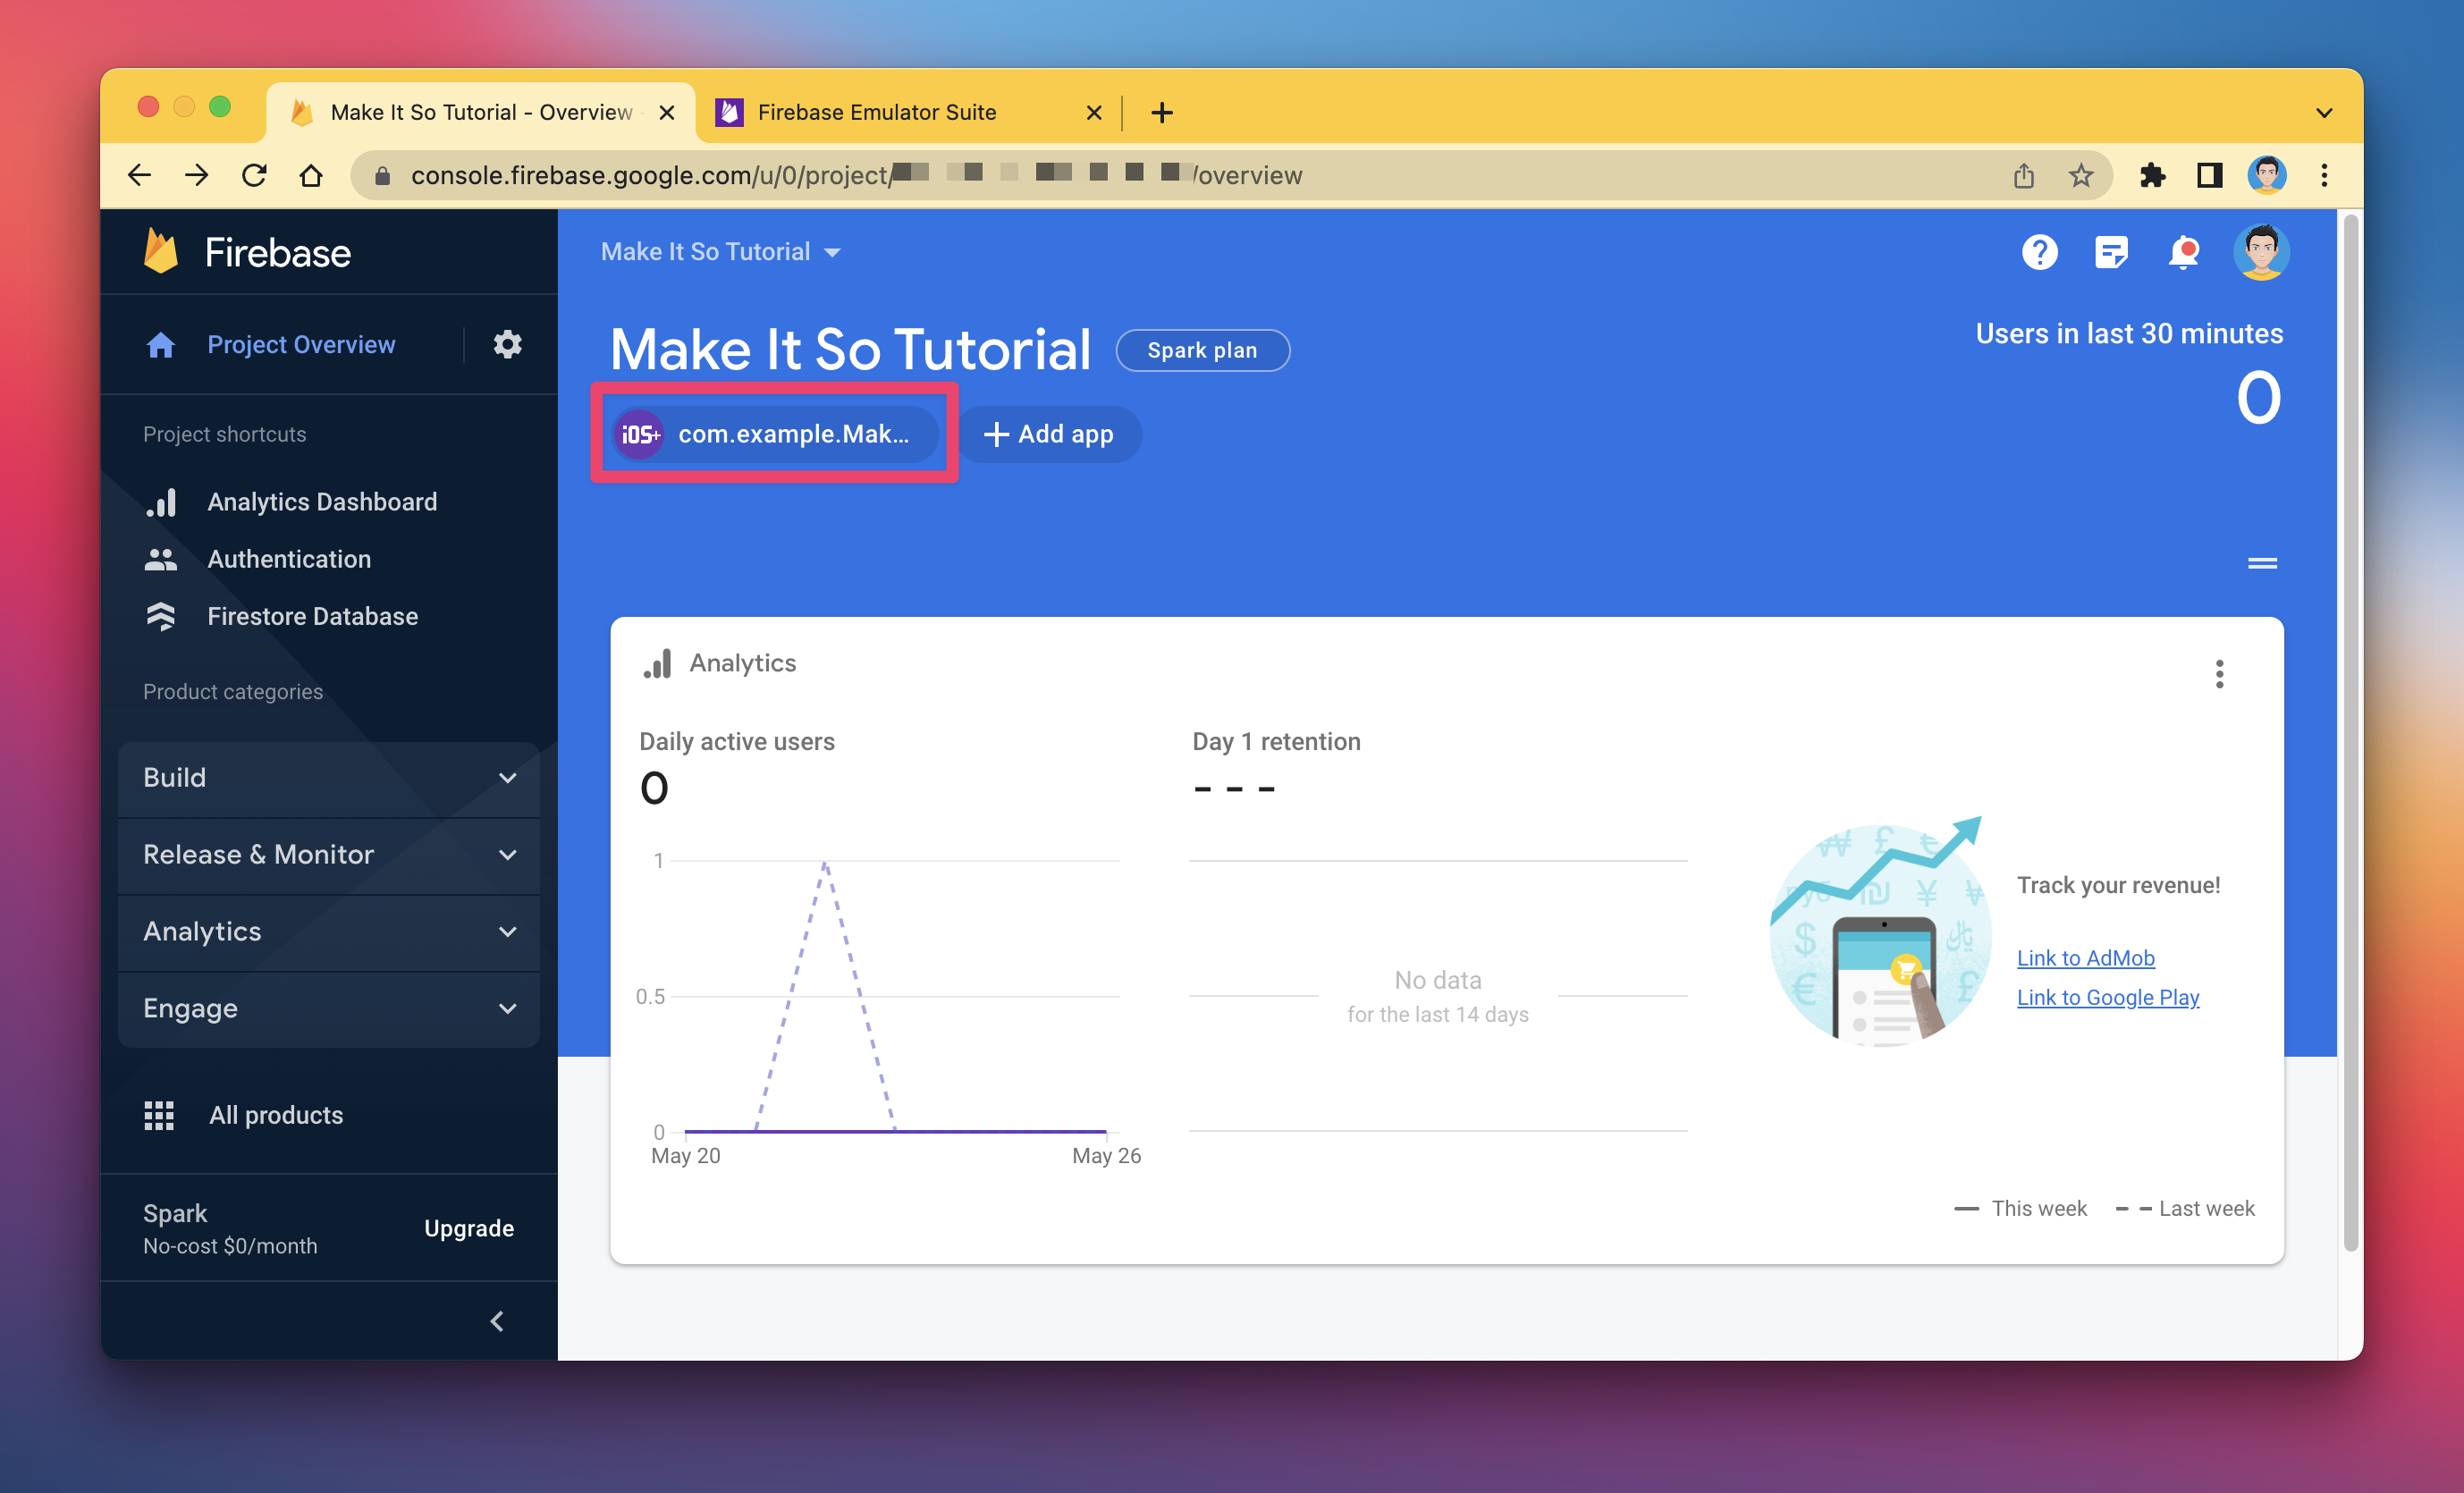 Make It So Tutorial - Overview
Firebase Emulator Suite
console.firebase.google.com/u/0/project/
/overview
Firebase
Make It So Tutorial
Project Overview
Make It So Tutorial
Spark plan
Users in last 30 minutes
0
iOS+
com.example.Mak...
Add app
Project shortcuts
Analytics Dashboard
Authentication
Firestore Database
Product categories
Build
Release & Monitor
Analytics
Engage
All products
Spark
No-cost $0/month
Upgrade
Analytics
Daily active users
0
1
0.5
0
May 20
May 26
Day 1 retention
- - -
No data
for the last 14 days
Track your revenue!
Link to AdMob
Link to Google Play
This week
Last week